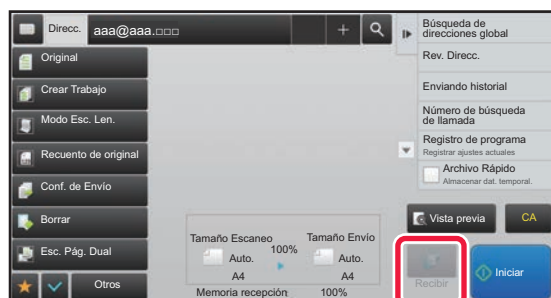 Direcc.
aaa@aaa.□□□
Original
Crear Trabajo
Modo Esc. Len.
Recuento de original
Conf. de Envío
Borrar
Esc. Pág. Dual
Otros
Tamaño Escaneo
100%
Tamaño Envío
Auto.
A4
Auto.
A4
Memoria recepción:
100%
Búsqueda de
direcciones global
Rev. Direcc.
Enviando historial
Número de búsqueda
de llamada
Registro de programa
Registrar ajustes actuales
Archivo Rápido
Almacenar dat. temporal.
Vista previa
CA
Recibir
Iniciar